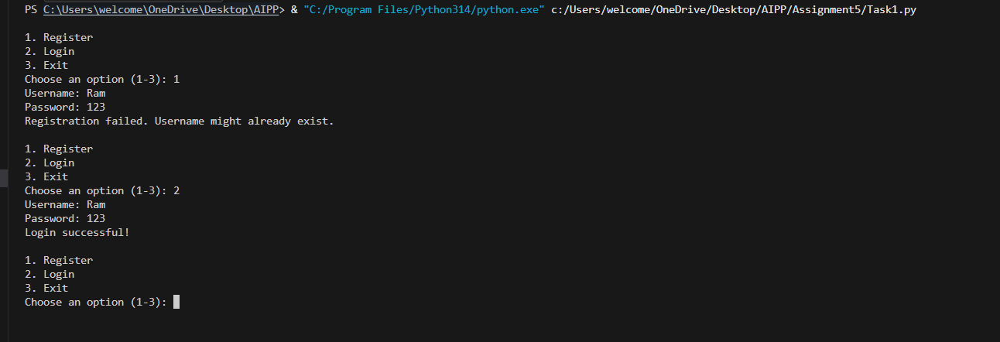 PS C:\Users\welcome\OneDrive\Desktop\AIPP> & "C:/Program Files/Python314/python.exe" c:/Users/welcome/OneDrive/Desktop/AIPP/Assignment5/Task1.py
1. Register
2. Login
3. Exit
Choose an option (1-3): 1
Username: Ram
Password: 123
Registration failed. Username might already exist.
1. Register
2. Login
3. Exit
Choose an option (1-3): 2
Username: Ram
Password: 123
Login successful!
1. Register
2. Login
3. Exit
Choose an option (1-3):